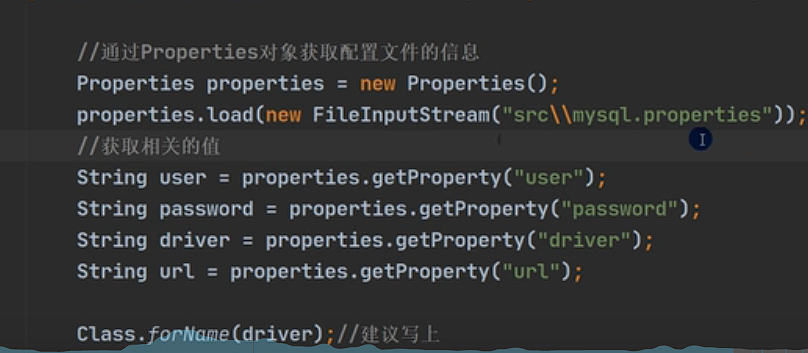 //通过Properties对象获取配置文件的信息
Properties properties = new Properties();
properties.load(new FileInputStream("src\\mysql.properties"));
//获取相关的值
String user = properties.getProperty("user");
String password = properties.getProperty("password");
String driver = properties.getProperty("driver");
String url = properties.getProperty("url");
Class.forName(driver);//建议写上